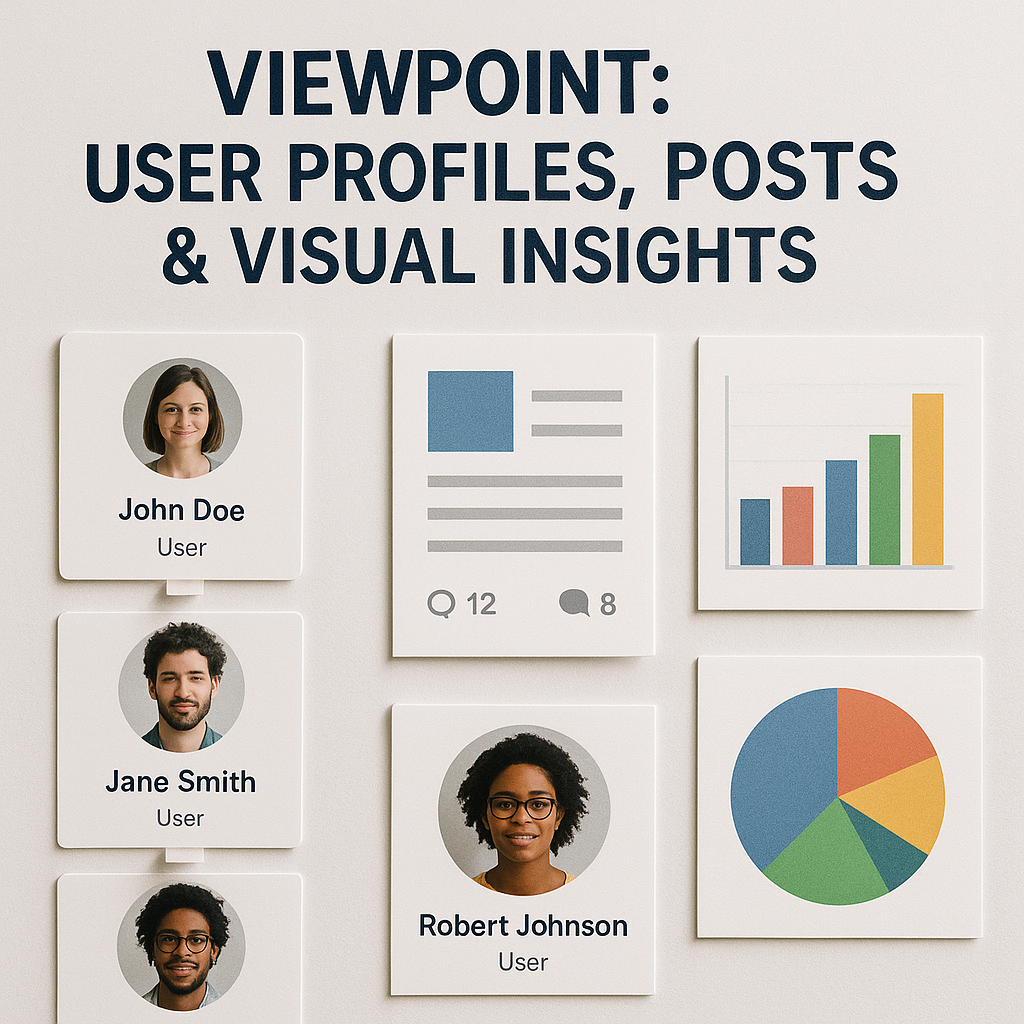 VIEWPOINT:
USER PROFILES, POSTS
& VISUAL INSIGHTS
John Doe
User
Jane Smith
User
12
8
Robert Johnson
User